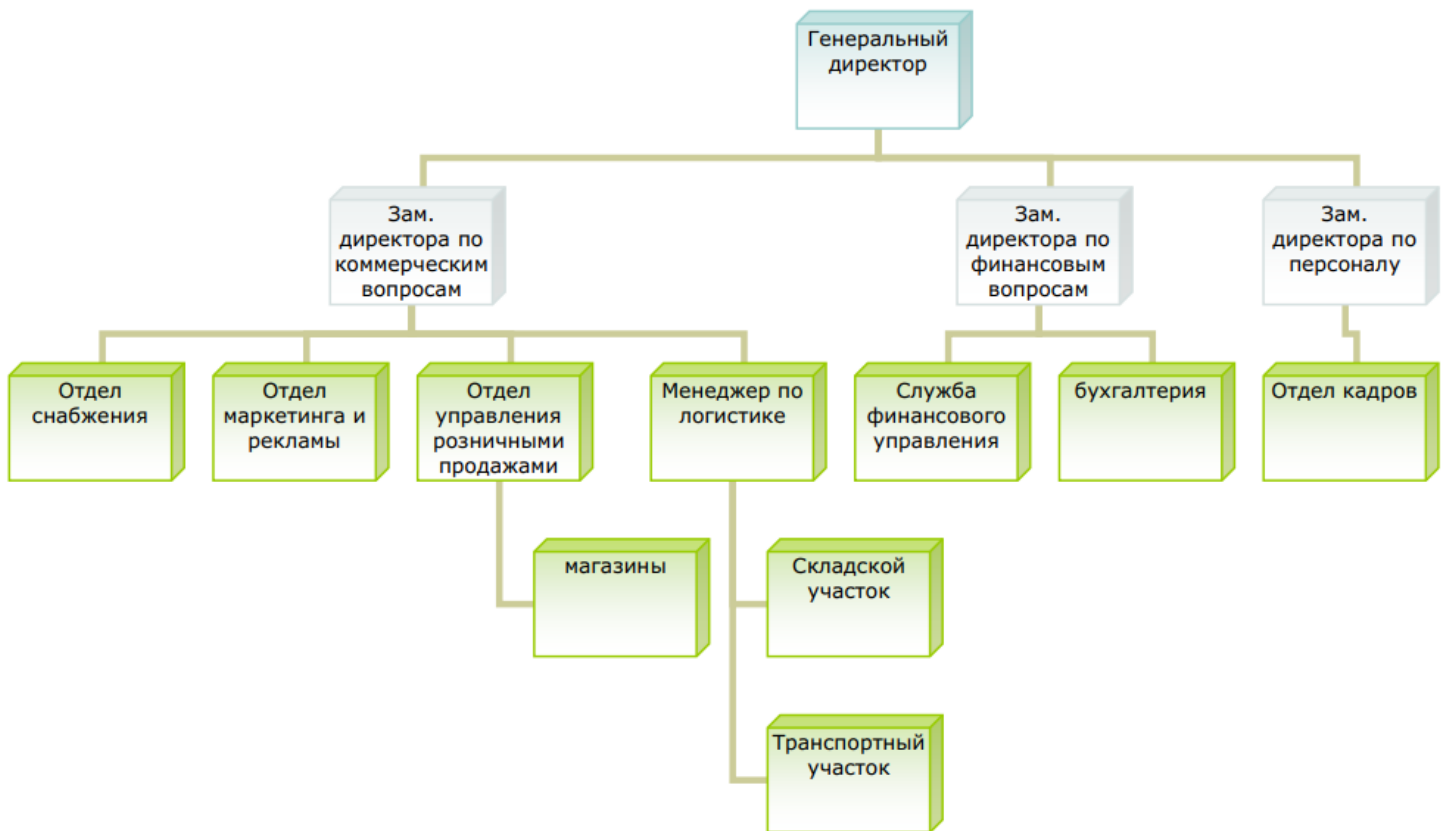 Генеральный
директор
Зам.
директора по
коммерческим
вопросам
Зам.
директора по
финансовым
вопросам
Зам.
директора по
персоналу
Отдел
снабжения
Отдел
маркетинга и
рекламы
Отдел
управления
розничными
продажами
Менеджер по
логистике
Служба
финансового
управления
бухгалтерия
Отдел кадров
магазины
Складской
участок
Транспортный
участок